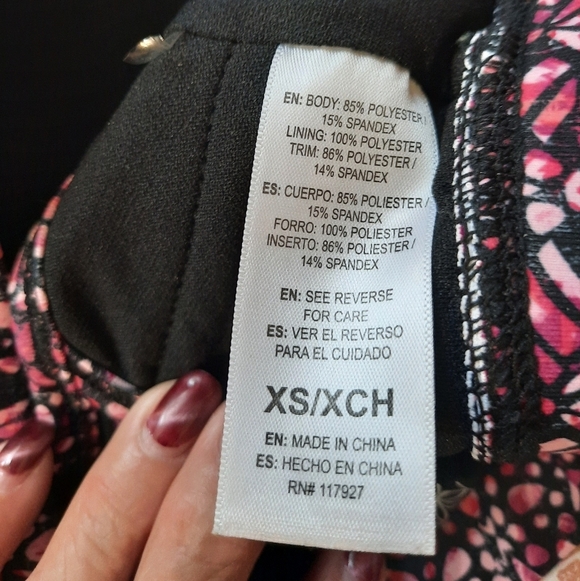 EN: BODY: 85% POLYESTER /
15% SPANDEX
LINING: 100% POLYESTER
TRIM: 86% POLYESTER /
14% SPANDEX
ES: CUERPO: 85% POLIESTER /
15% SPANDEX
FORRO: 100% POLIESTER
INSERTO: 86% POLIESTER /
14% SPANDEX
EN: SEE REVERSE
FOR CARE
ES: VER EL REVERSO
PARA EL CUIDADO
XS/XCH
EN: MADE IN CHINA
ES: HECHO EN CHINA
RN# 117927